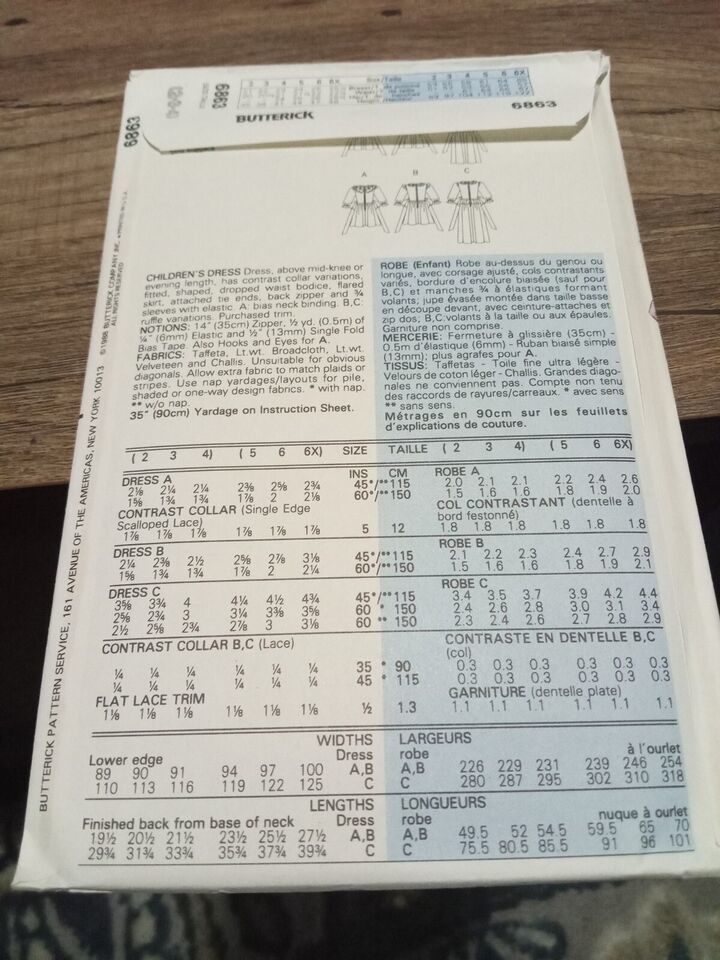 6863
(2-3-4)
6863
2 3 4 5 6 6X Size/Taille 2 3 4 5 6 6X
BUTTERICK
6863
A B C
CHILDREN'S DRESS Dress, above mid-knee or
evening length, has contrast collar variations,
fitted, shaped, dropped waist bodice, flared
skirt, attached tie ends, back zipper and ¾
sleeves with elastic. A: bias neck binding. B,C:
ruffle variations. Purchased trim.
NOTIONS: 14" (35cm) Zipper, ½ yd. (0.5m) of
¼" (6mm) Elastic and ½" (13mm) Single Fold
Bias Tape. Also Hooks and Eyes for A.
FABRICS: Taffeta, Lt.wt. Broadcloth, Lt.wt.
Velveteen and Challis. Unsuitable for obvious
diagonals. Allow extra fabric to match plaids or
stripes. Use nap yardages/layouts for pile,
shaded or one-way design fabrics. * with nap.
** w/o nap.
35" (90cm) Yardage on Instruction Sheet.
ROBE (Enfant) Robe au-dessus du genou ou
longue, avec corsage ajusté, cols contrastants
variés, bordure d'encolure biaisée (sauf pour
B,C) et manches ¾ à élastiques formant
volants, jupe évasée montée dans taille basse
en découpe devant, avec ceinture-attaches et
zip dos; B,C:volants à la taille ou aux épaules.
Garniture non comprise.
MERCERIE: Fermeture à glissière (35cm) -
0.5m d'élastique (6mm) - Ruban biaisé simple
(13mm); plus agrafes pour A.
TISSUS: Taffetas - Toile fine ultra légère -
Velours de coton léger - Challis. Grandes diago-
nales ne conviennent pas. Compte non tenu
des raccords de rayures/carreaux. * avec sens
** sans sens.
Métrages en 90cm sur les feuillets
d'explications de couture.
( 2 3 4) ( 5 6 6X) SIZE TAILLE ( 2 3 4) ( 5 6 6X)
DRESS A INS CM ROBE A
2⅛ 2¼ 2¼ 2⅜ 2⅝ 2¾ 45*/**115 2.0 2.1 2.1 2.2 2.4 2.6
1⅝ 1¾ 1¾ 1⅞ 2 2⅛ 60*/**150 1.5 1.6 1.6 1.8 1.9 2.0
CONTRAST COLLAR (Single Edge COL CONTRASTANT (dentelle à
Scalloped Lace) bord festonné)
1⅞ 1⅞ 1⅞ 1⅞ 1⅞ 1⅞ 5 12 1.8 1.8 1.8 1.8 1.8 1.8
DRESS B ROBE B
2¼ 2⅜ 2½ 2⅝ 2⅞ 3⅛ 45*/**115 2.1 2.2 2.3 2.4 2.7 2.9
1⅝ 1¾ 1¾ 1⅞ 2 2¼ 60*/**150 1.5 1.6 1.6 1.8 1.9 2.1
DRESS C ROBE C
3⅝ 3¾ 4 4¼ 4½ 4¾ 45*/**115 3.4 3.5 3.7 3.9 4.2 4.4
2⅝ 2¾ 3 3¼ 3⅜ 3⅝ 60 * 150 2.4 2.6 2.8 3.0 3.1 3.4
2½ 2⅝ 2¾ 2⅞ 3 3⅛ 60 ** 150 2.3 2.4 2.6 2.7 2.8 2.9
CONTRAST COLLAR B,C (Lace) CONTRASTE EN DENTELLE B,C
(col)
¼ ¼ ¼ ¼ ¼ ¼ 35 * 90 0.3 0.3 0.3 0.3 0.3 0.3
¼ ¼ ¼ ¼ ¼ ¼ 45 * 115 0.3 0.3 0.3 0.3 0.3 0.3
FLAT LACE TRIM GARNITURE (dentelle plate)
1⅛ 1⅛ 1⅛ 1⅛ 1⅛ 1⅛ ½ 1.3 1.1 1.1 1.1 1.1 1.1 1.1
WIDTHS LARGEURS
Lower edge Dress robe à l'ourlet
89 90 91 94 97 100 A,B A,B 226 229 231 239 246 254
110 113 116 119 122 125 C C 280 287 295 302 310 318
LENGTHS LONGUEURS
Finished back from base of neck Dress robe nuque à ourlet
19½ 20½ 21½ 23½ 25½ 27½ A,B A,B 49.5 52 54.5 59.5 65 70
29¾ 31¾ 33¾ 35¾ 37¾ 39¾ C C 75.5 80.5 85.5 91 96 101
BUTTERICK PATTERN SERVICE, 161 AVENUE OF THE AMERICAS, NEW YORK 10013
©1988 BUTTERICK COMPANY INC. PRINTED IN U.S.A.
ALL RIGHTS RESERVED